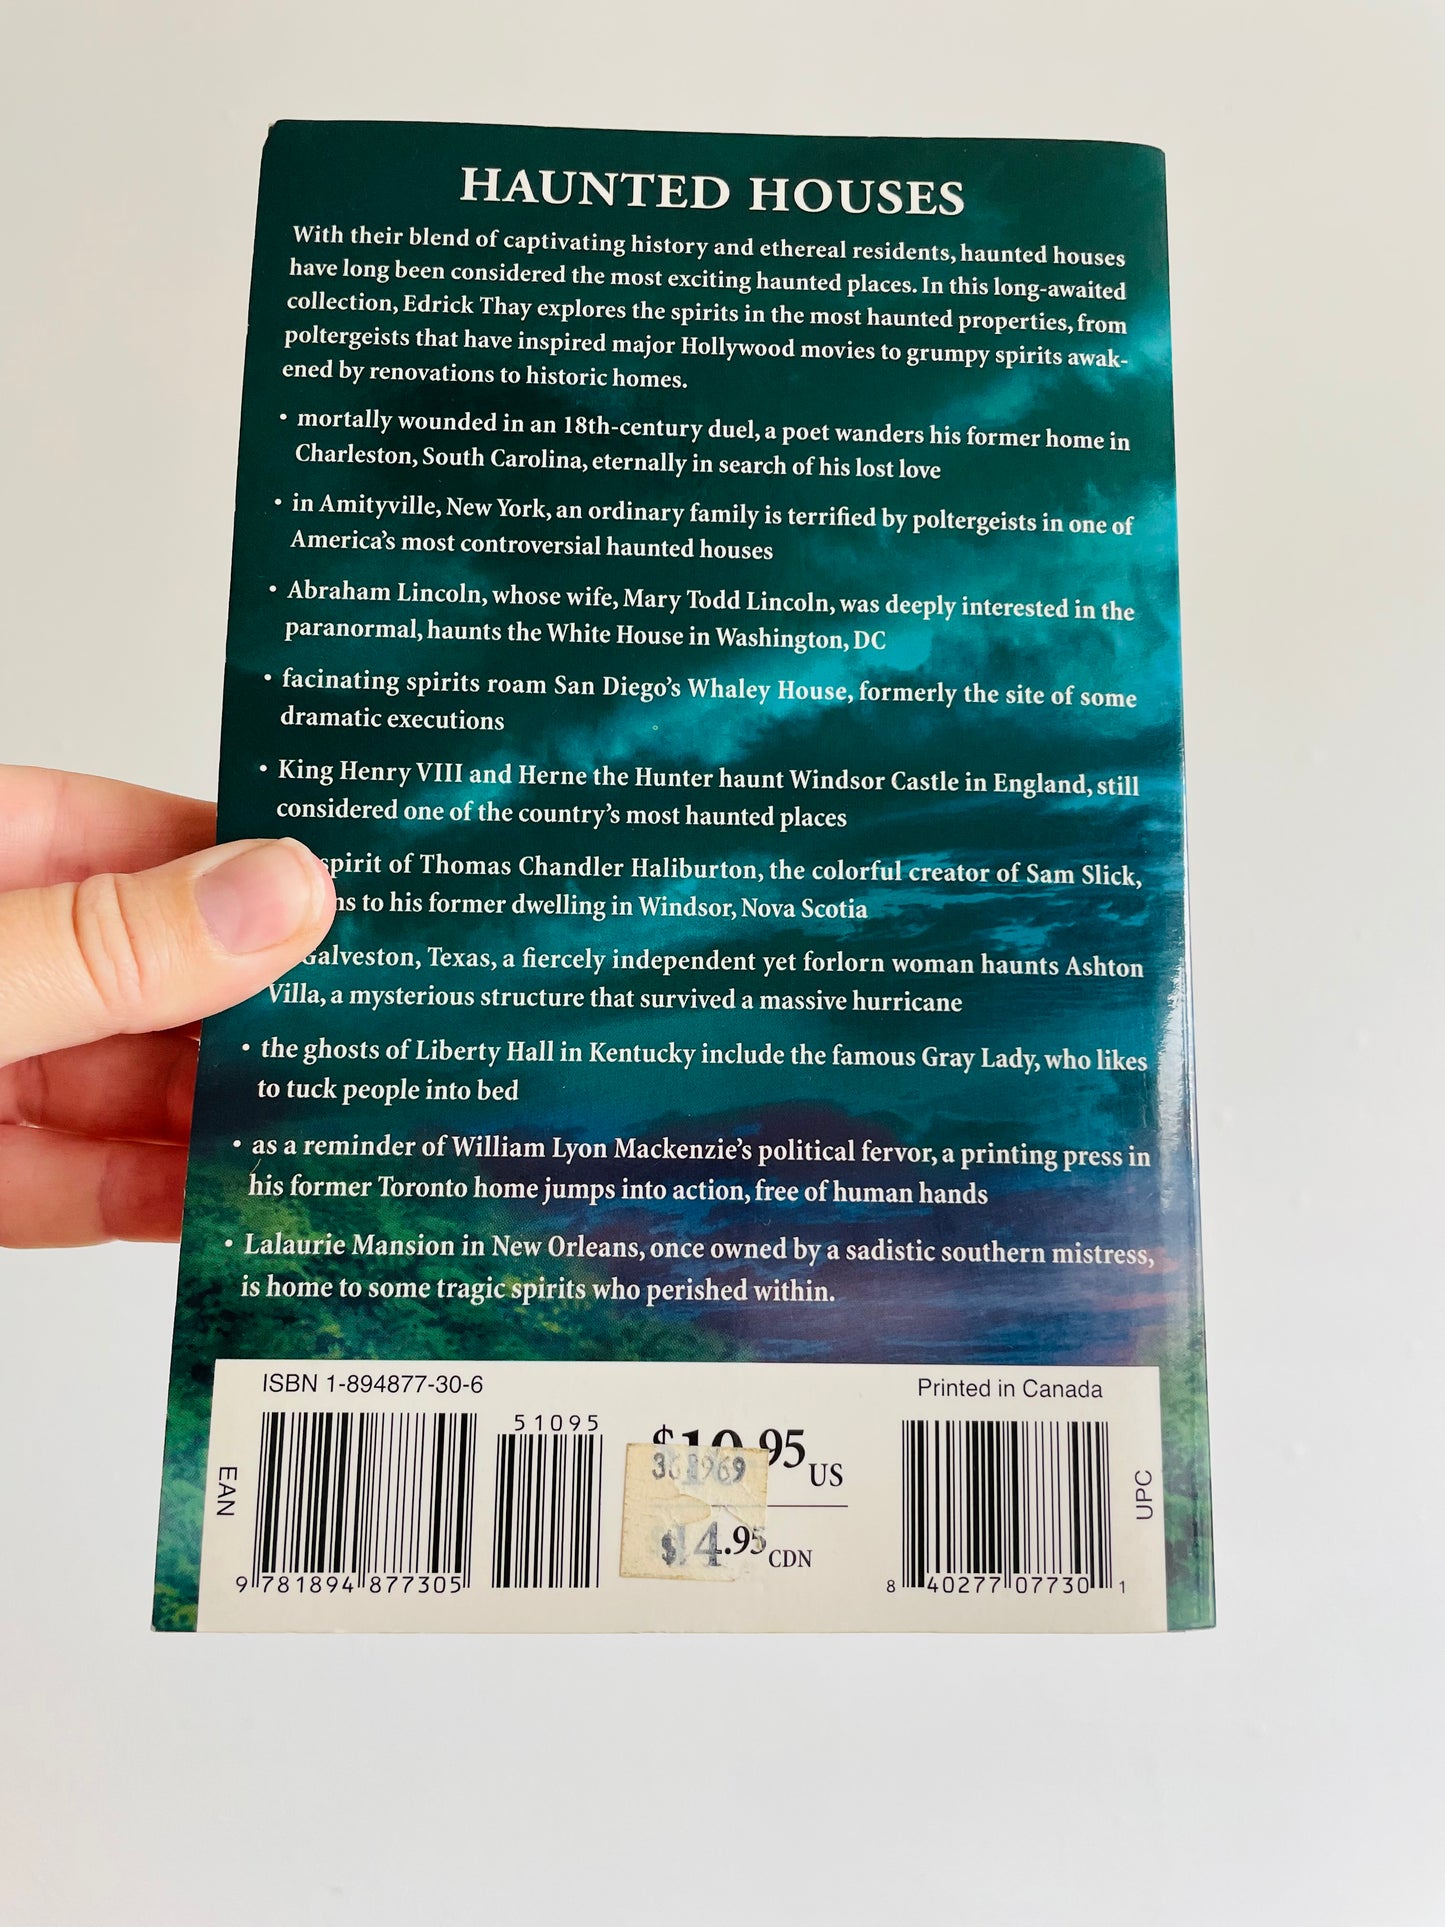 HAUNTED HOUSES
With their blend of captivating history and ethereal residents, haunted houses
have long been considered the most exciting haunted places. In this long-awaited
collection, Edrick Thay explores the spirits in the most haunted properties, from
poltergeists that have inspired major Hollywood movies to grumpy spirits awak-
ened by renovations to historic homes.
• mortally wounded in an 18th-century duel, a poet wanders his former home in
Charleston, South Carolina, eternally in search of his lost love
• in Amityville, New York, an ordinary family is terrified by poltergeists in one of
America's most controversial haunted houses
• Abraham Lincoln, whose wife, Mary Todd Lincoln, was deeply interested in the
paranormal, haunts the White House in Washington, DC
• facinating spirits roam San Diego's Whaley House, formerly the site of some
dramatic executions
• King Henry VIII and Herne the Hunter haunt Windsor Castle in England, still
considered one of the country's most haunted places
spirit of Thomas Chandler Haliburton, the colorful creator of Sam Slick,
to his former dwelling in Windsor, Nova Scotia
Galveston, Texas, a fiercely independent yet forlorn woman haunts Ashton
Villa, a mysterious structure that survived a massive hurricane
• the ghosts of Liberty Hall in Kentucky include the famous Gray Lady, who likes
to tuck people into bed
• as a reminder of William Lyon Mackenzie's political fervor, a printing press in
his former Toronto home jumps into action, free of human hands
• Lalaurie Mansion in New Orleans, once owned by a sadistic southern mistress,
is home to some tragic spirits who perished within.
ISBN 1-894877-30-6
Printed in Canada
51095
$10.95 US
$14.95 CDN
EAN
UPC
9 781894 877305
8 40277 07730 1